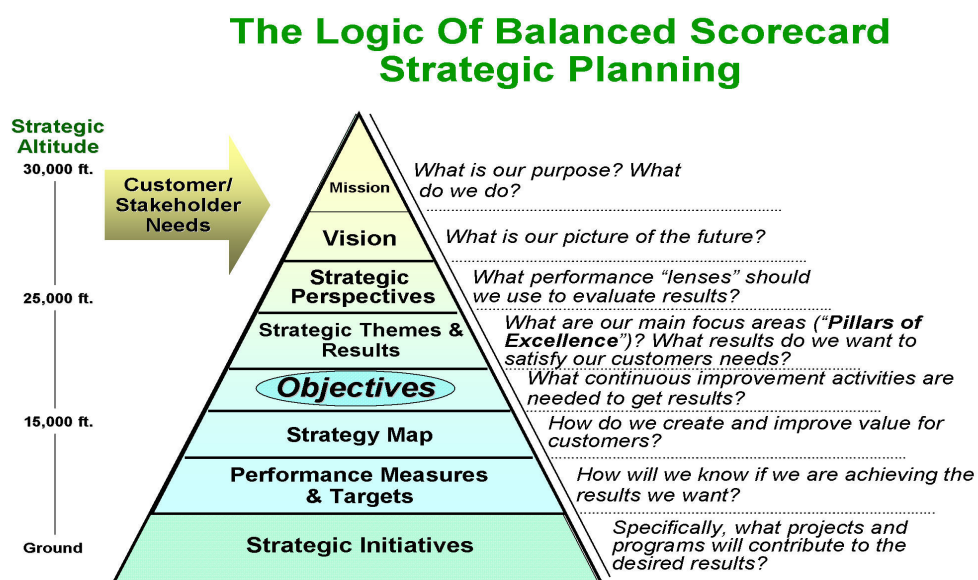 The Logic Of Balanced Scorecard
Strategic Planning
Strategic
Altitude
30,000 ft.
Customer/
Stakeholder
Needs
25,000 ft.
15,000 ft.
Ground
Mission
What is our purpose? What
do we do?
Vision
What is our picture of the future?
Strategic
Perspectives
What performance “lenses” should
we use to evaluate results?
Strategic Themes &
Results
What are our main focus areas (“Pillars of
Excellence”)? What results do we want to
satisfy our customers needs?
Objectives
What continuous improvement activities are
needed to get results?
Strategy Map
How do we create and improve value for
customers?
Performance Measures
& Targets
How will we know if we are achieving the
results we want?
Strategic Initiatives
Specifically, what projects and
programs will contribute to the
desired results?